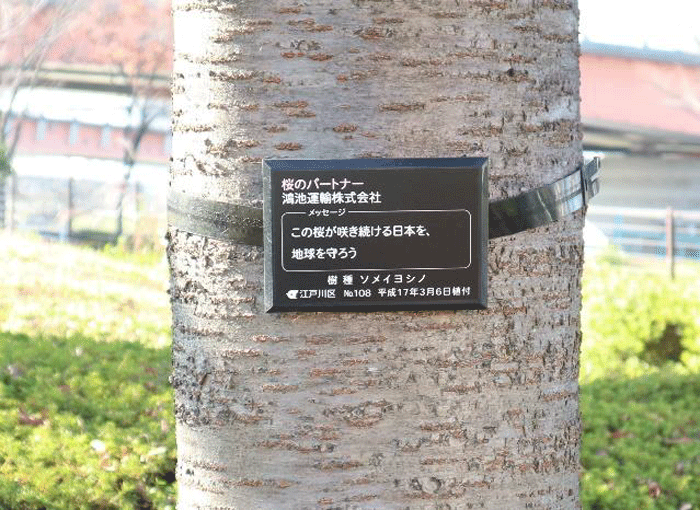 桜のパートナー
鴻池運輸株式会社
メッセージ
この桜が咲き続ける日本を、
地球を守ろう
樹種 ソメイヨシノ
江戸川区 №108 平成17年3月6日植付